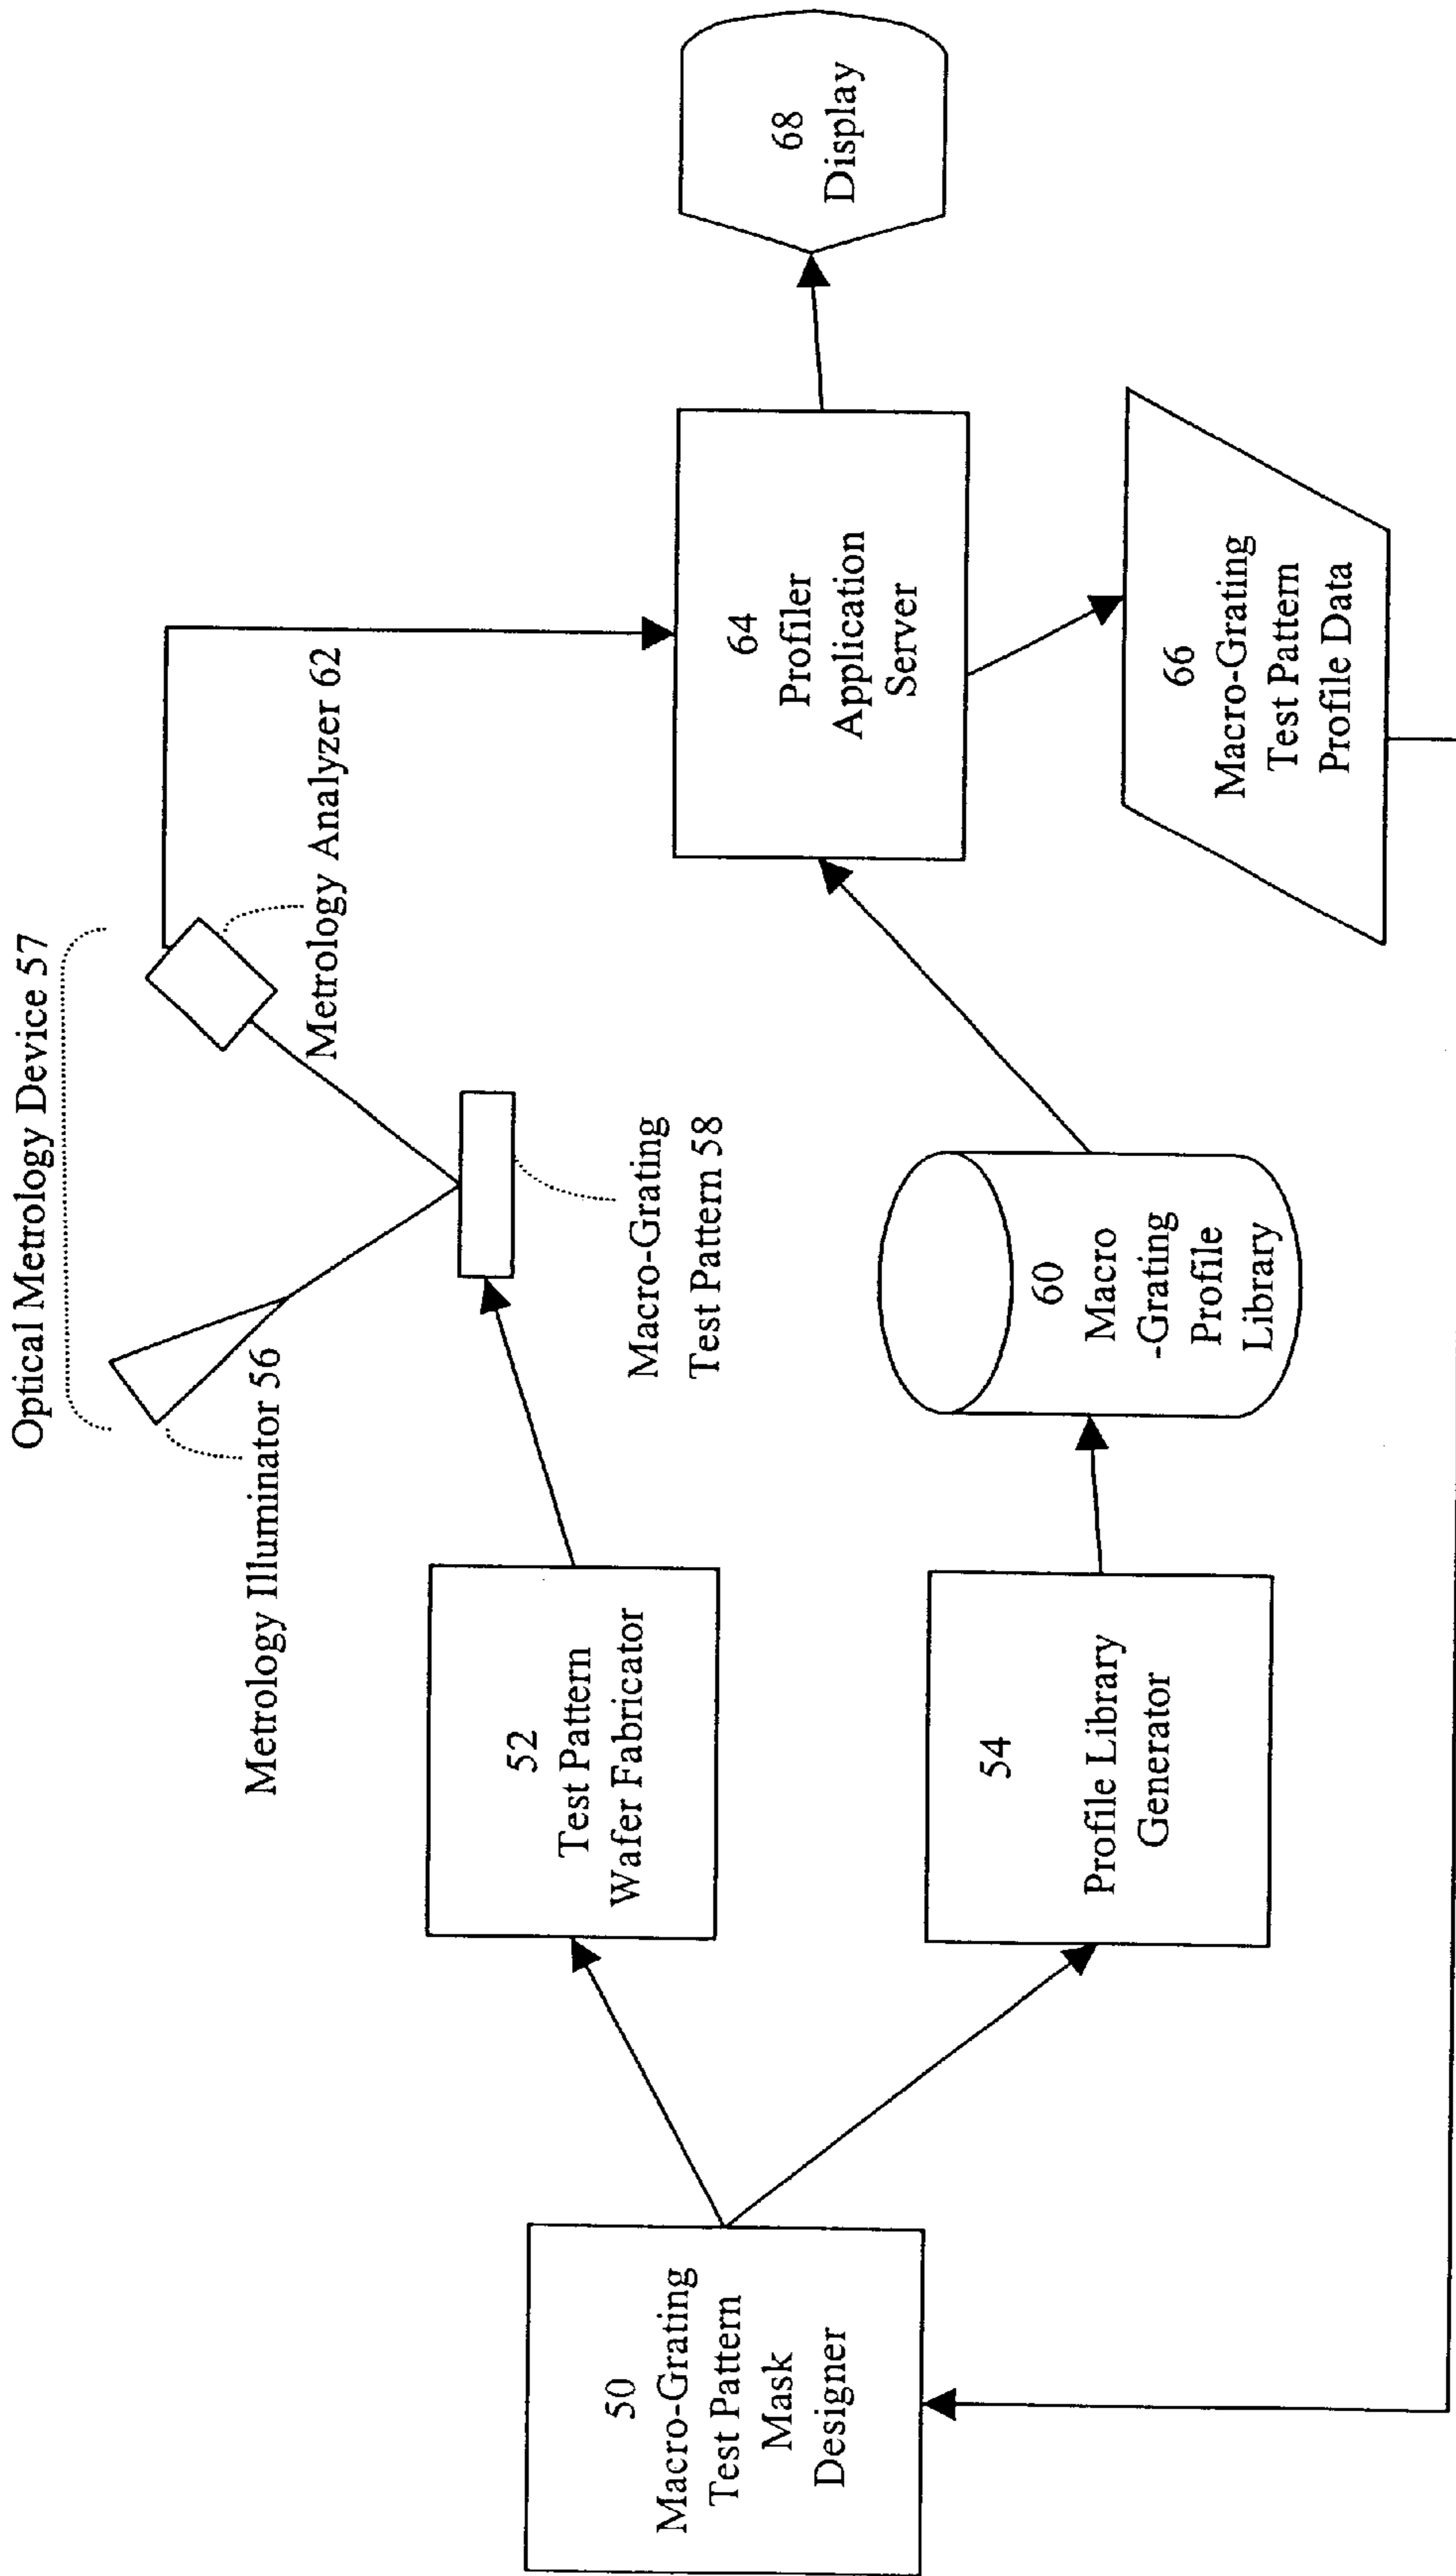 Optical Metrology Device 57
Metrology Illuminator 56
Metrology Analyzer 62
Macro-Grating
Test Pattern 58
50
Macro-Grating
Test Pattern
Mask
Designer
52
Test Pattern
Wafer Fabricator
54
Profile Library
Generator
60
Macro
-Grating
Profile
Library
64
Profiler
Application
Server
66
Macro-Grating
Test Pattern
Profile Data
68
Display